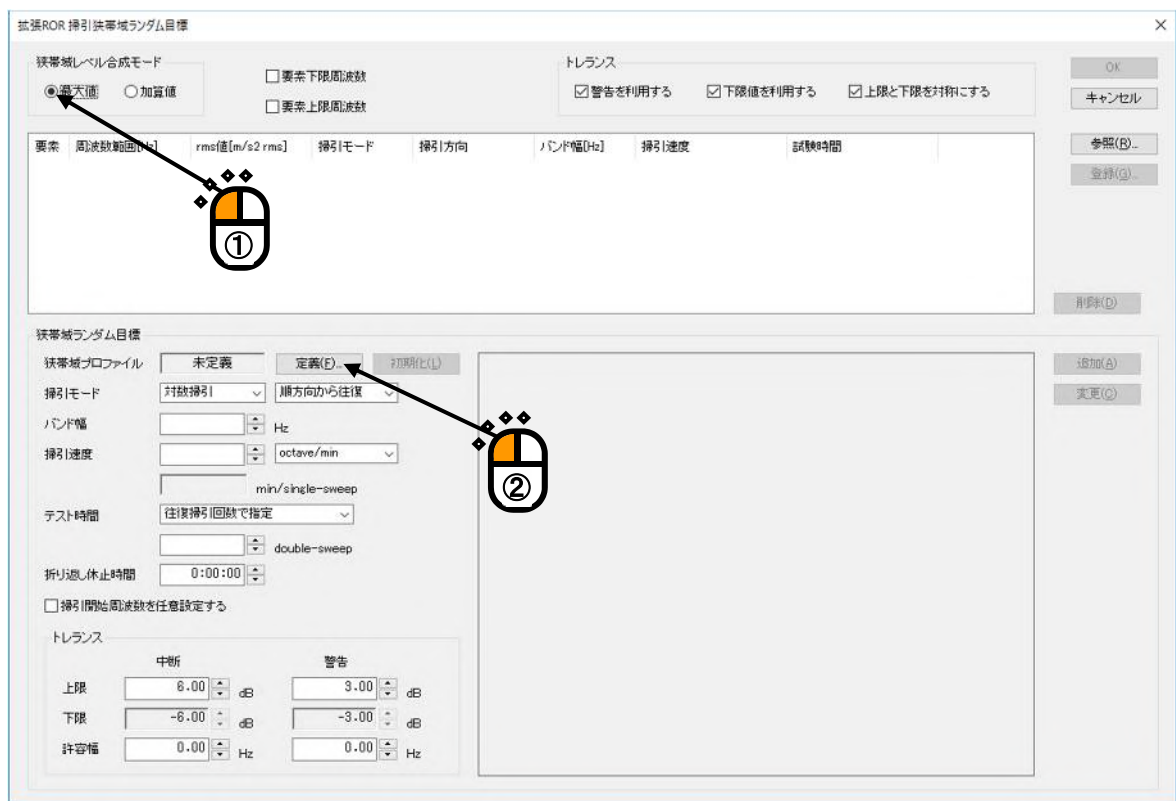 拡張ROR 掃引狭帯域ランダム目標
狭帯域レベル合成モード
最大値 加算値
要素下限周波数
要素上限周波数
トレランス
警告を利用する 下限値を利用する 上限と下限を対称にする
OK
キャンセル
要素 周波数範囲[Hz] rms値[m/s2 rms] 掃引モード 掃引方向 バンド幅[Hz] 掃引速度 試験時間
参照(R)...
登録(G)...
①
削除(D)
狭帯域ランダム目標
狭帯域プロファイル 未定義 定義(F)... 初期化(L)
追加(A)
掃引モード 対数掃引 順方向から往復
変更(C)
バンド幅 Hz
掃引速度 octave/min
②
min/single-sweep
テスト時間 往復掃引回数で指定
double-sweep
折り返し休止時間 0:00:00
掃引開始周波数を任意設定する
トレランス
中断 警告
上限 6.00 dB 3.00 dB
下限 -6.00 dB -3.00 dB
許容幅 0.00 Hz 0.00 Hz